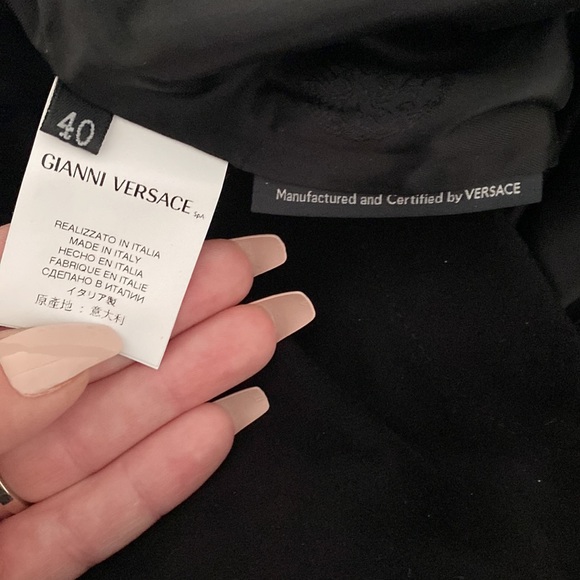 40
GIANNI VERSACE SpA
REALIZZATO IN ITALIA
MADE IN ITALY
HECHO EN ITALIA
FABRIQUE EN ITALIE
СДЕЛАНО В ИТАЛИИ
イタリア製
原產地 : 意大利
Manufactured and Certified by VERSACE